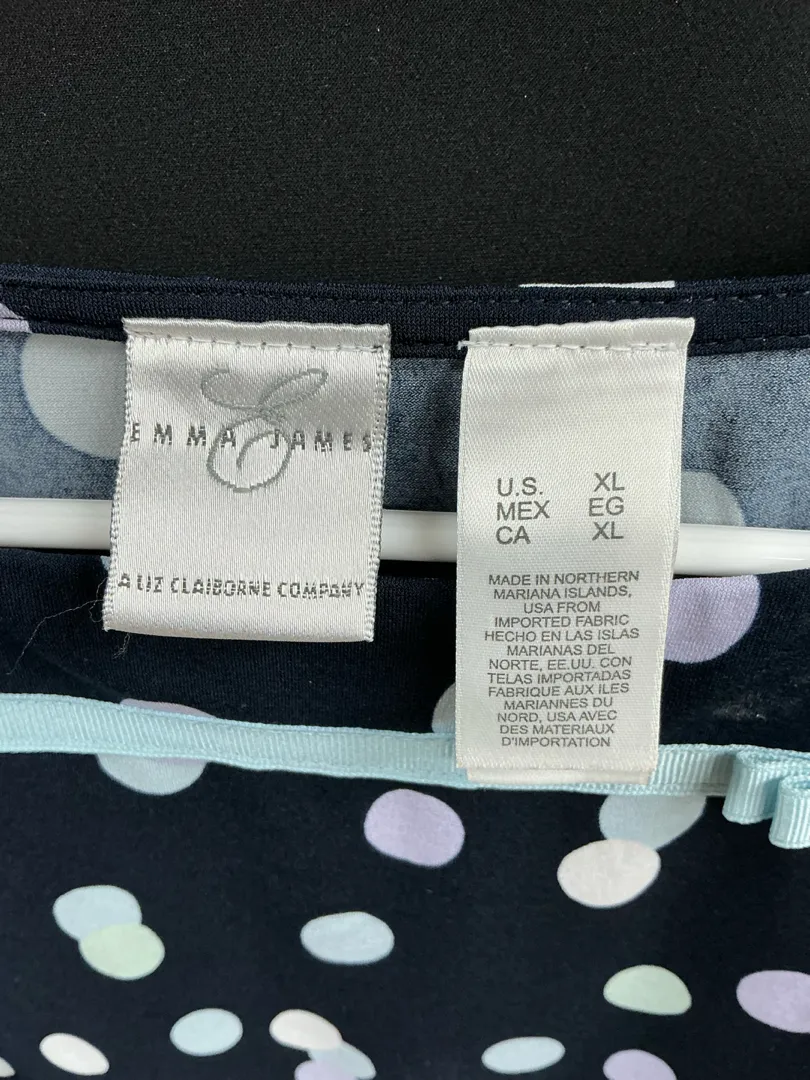 EMMA JAMES
A LIZ CLAIBORNE COMPANY
U.S. XL
MEX EG
CA XL
MADE IN NORTHERN
MARIANA ISLANDS,
USA FROM
IMPORTED FABRIC
HECHO EN LAS ISLAS
MARIANAS DEL
NORTE, EE.UU. CON
TELAS IMPORTADAS
FABRIQUE AUX ILES
MARIANNES DU
NORD, USA AVEC
DES MATERIAUX
D'IMPORTATION